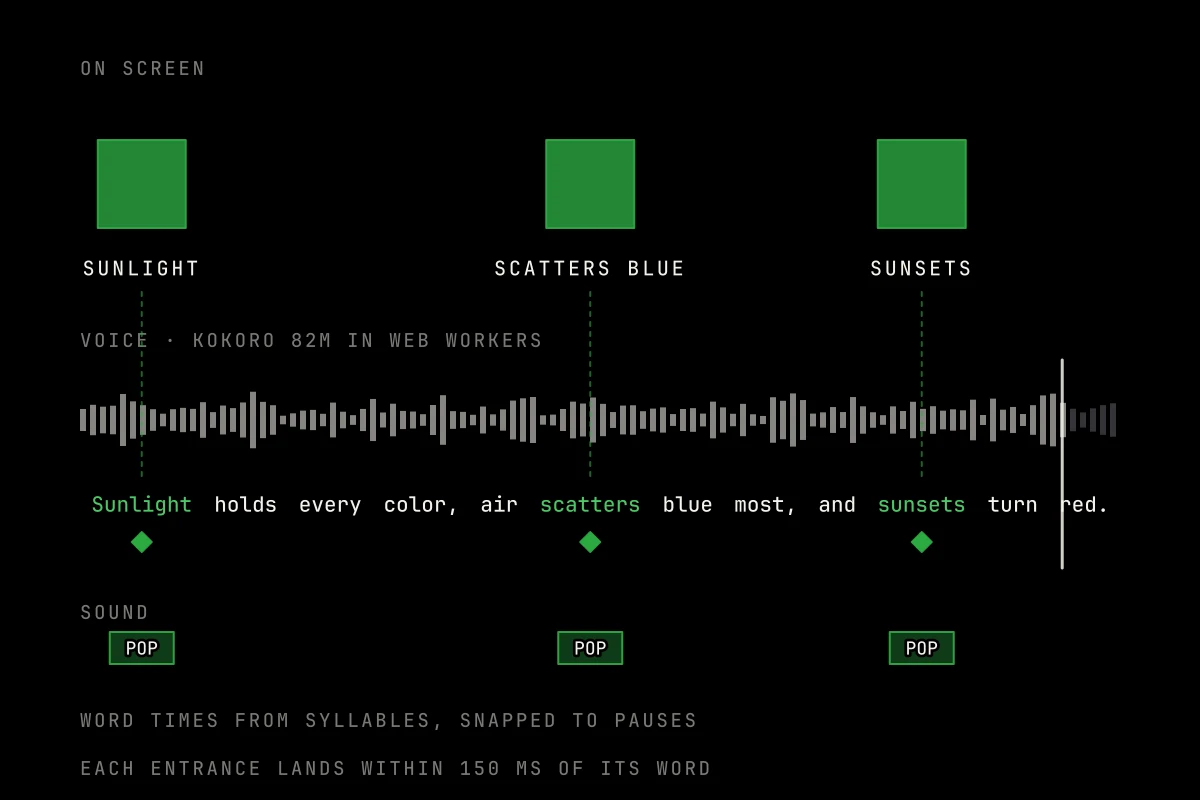 ON SCREEN
SUNLIGHT SCATTERS BLUE SUNSETS
VOICE · KOKORO 82M IN WEB WORKERS
Sunlight holds every color, air scatters blue most, and sunsets turn red.
SOUND
POP POP POP
WORD TIMES FROM SYLLABLES, SNAPPED TO PAUSES
EACH ENTRANCE LANDS WITHIN 150 MS OF ITS WORD